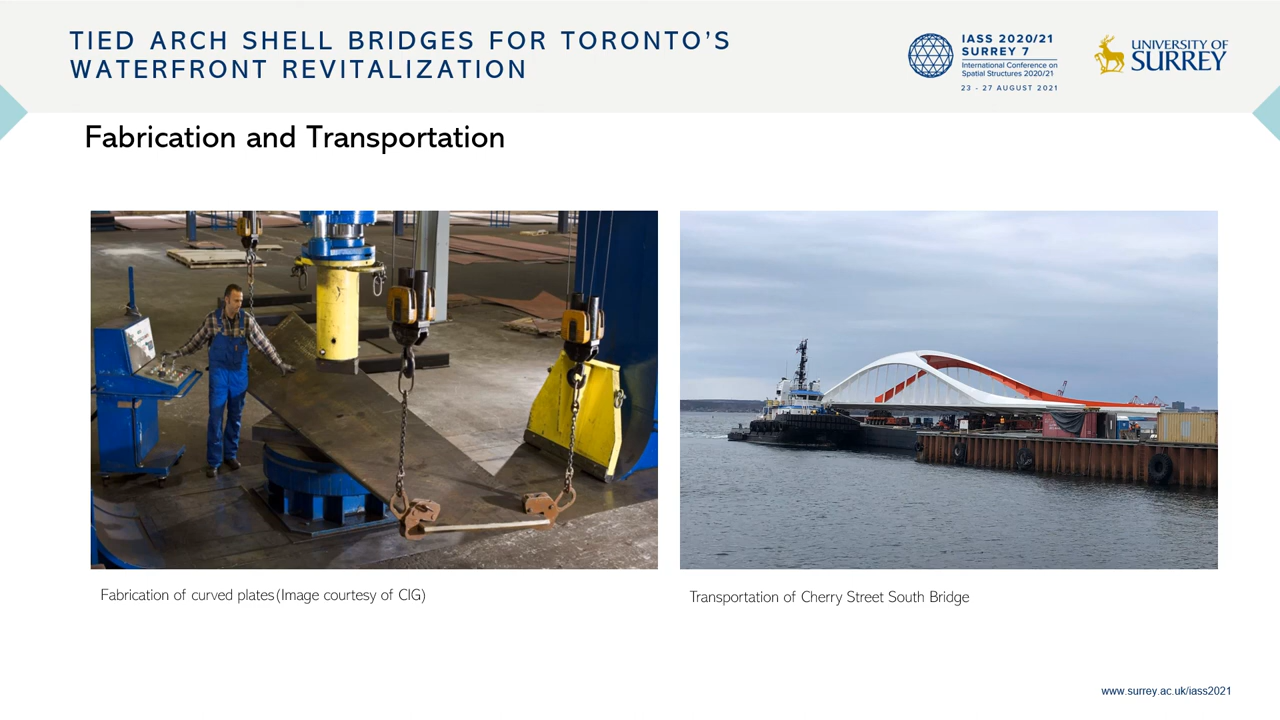 TIED ARCH SHELL BRIDGES FOR TORONTO'S
WATERFRONT REVITALIZATION
IASS 2020/21
SURREY 7
International Conference on
Spatial Structures 2020/21
23 - 27 AUGUST 2021
UNIVERSITY OF
SURREY
Fabrication and Transportation
Fabrication of curved plates(Image courtesy of CIG)
Transportation of Cherry Street South Bridge
www.surrey.ac.uk/iass2021